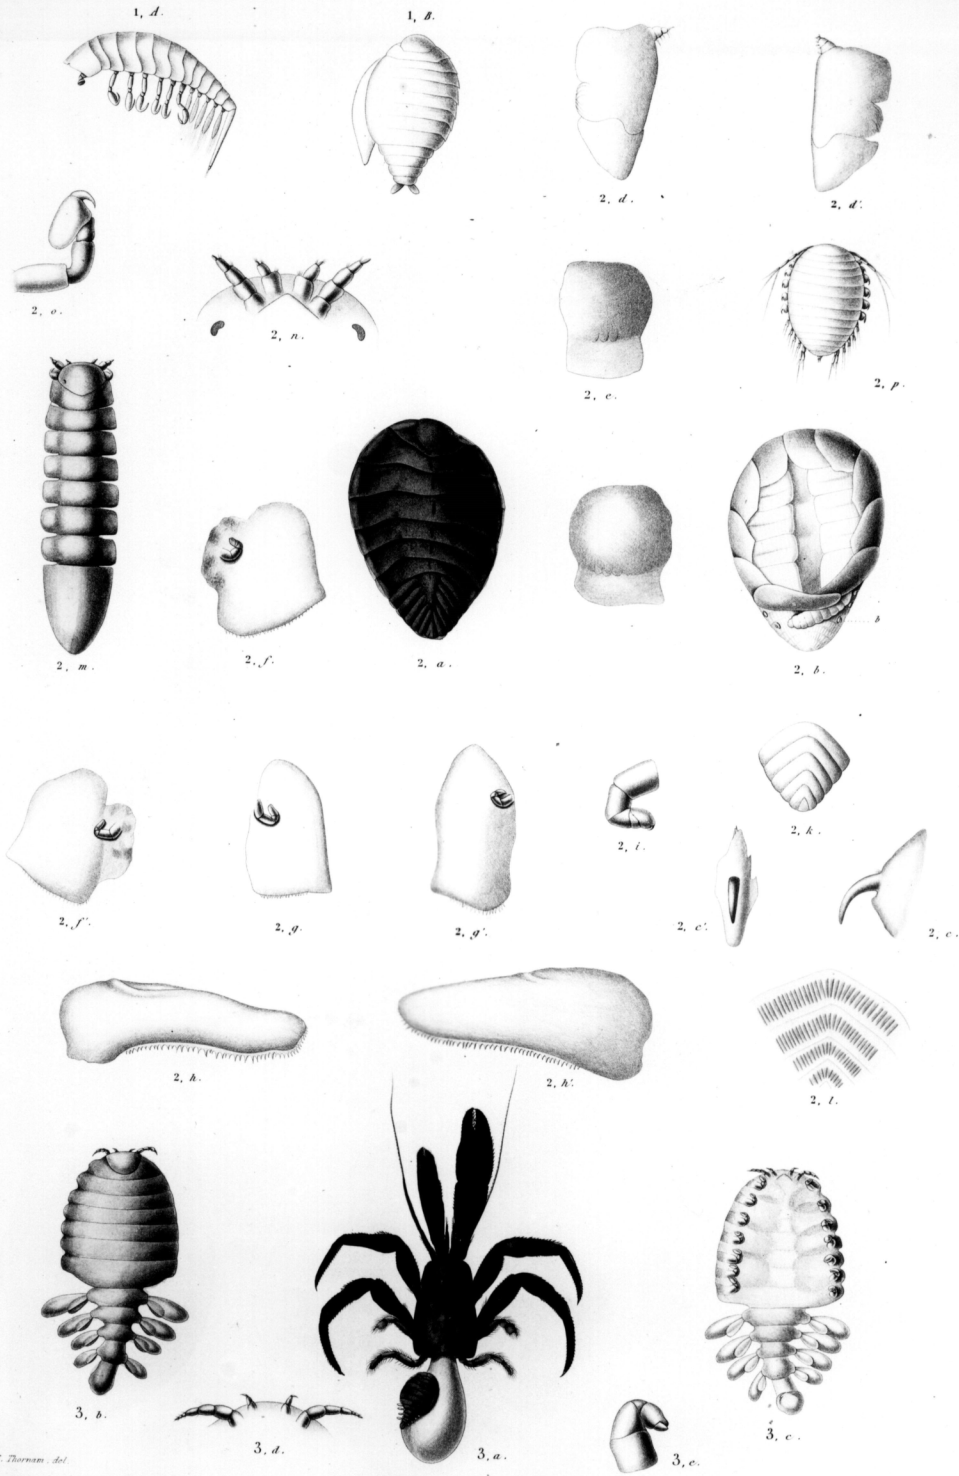 1, A.
1, B.
2, d.
2, d'.
2, o.
2, n.
2, e.
2, p.
2, m.
2, f.
2, a.
b
2, b.
2, f'.
2, g.
2, g'.
2, i.
2, k.
2, c'.
2, c.
2, h.
2, h'.
2, l.
3, b.
3, d.
3, a.
3, e.
3, c.
Thornam. del.